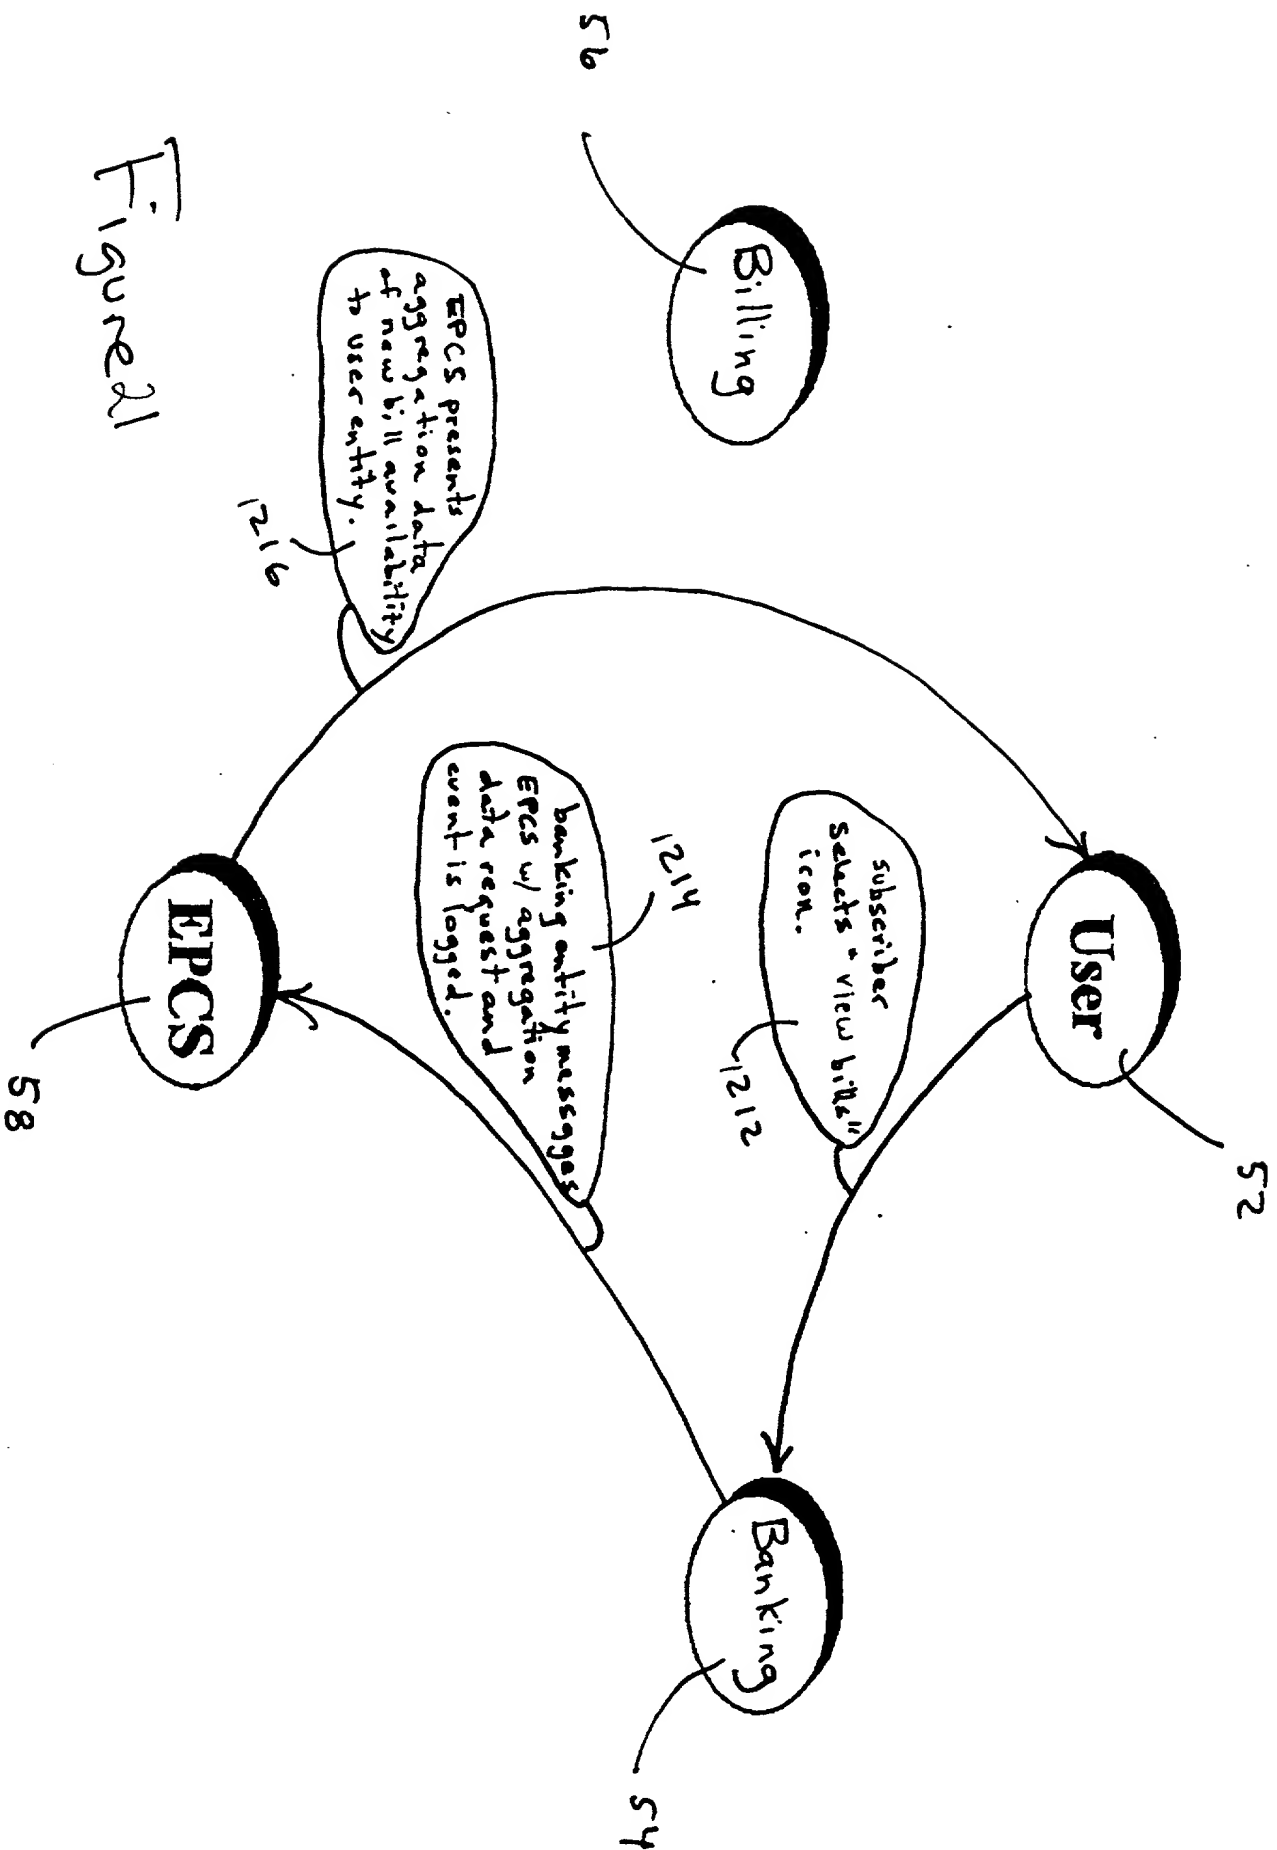 52
User
subscriber
selects "view bills"
icon.
1212
56
Billing
Banking
54
1214
banking entity messages
EPCS w/ aggregation
data request and
event is logged.
EPCS presents
aggregation data
of new bill availability
to user entity.
1216
EPCS
58
Figure 21